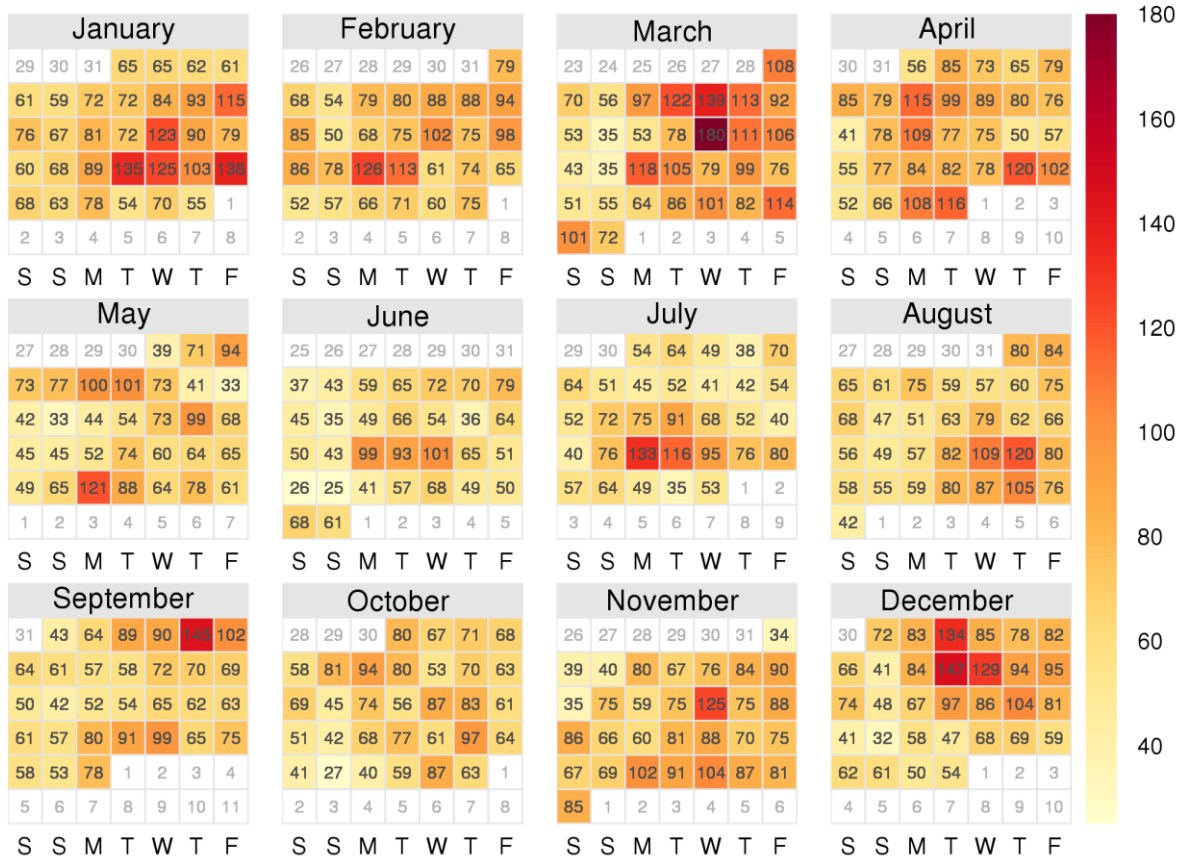 January February March April 180
29 30 31 65 65 62 61 26 27 28 29 30 31 79 23 24 25 26 27 28 108 30 31 56 85 73 65 79
61 59 72 72 84 93 115 68 54 79 80 88 88 94 70 56 97 122 139 113 92 85 79 115 99 89 80 76
160
76 67 81 72 123 90 79 85 50 68 75 102 75 98 53 35 53 78 180 111 106 41 78 109 77 75 50 57
60 68 89 135 125 103 138 86 78 126 113 61 74 65 43 35 118 105 79 99 76 55 77 84 82 78 120 102
68 63 78 54 70 55 1 52 57 66 71 60 75 1 51 55 64 86 101 82 114 52 66 108 116 1 2 3
140
2 3 4 5 6 7 8 2 3 4 5 6 7 8 101 72 1 2 3 4 5 4 5 6 7 8 9 10
S S M T W T F S S M T W T F S S M T W T F S S M T W T F
May June July August
120
27 28 29 30 39 71 94 25 26 27 28 29 30 31 29 30 54 64 49 38 70 27 28 29 30 31 80 84
73 77 100 101 73 41 33 37 43 59 65 72 70 79 64 51 45 52 41 42 54 65 61 75 59 57 60 75
42 33 44 54 73 99 68 45 35 49 66 54 36 64 52 72 75 91 68 52 40 68 47 51 63 79 62 66
100
45 45 52 74 60 64 65 50 43 99 93 101 65 51 40 76 133 116 95 76 80 56 49 57 82 109 120 80
49 65 121 88 64 78 61 26 25 41 57 68 49 50 57 64 49 35 53 1 2 58 55 59 80 87 105 76
1 2 3 4 5 6 7 68 61 1 2 3 4 5 3 4 5 6 7 8 9 42 1 2 3 4 5 6
80
S S M T W T F S S M T W T F S S M T W T F S S M T W T F
September October November December
31 43 64 89 90 145 102 28 29 30 80 67 71 68 26 27 28 29 30 31 34 30 72 83 134 85 78 82
60
64 61 57 58 72 70 69 58 81 94 80 53 70 63 39 40 80 67 76 84 90 66 41 84 147 129 94 95
50 42 52 54 65 62 63 69 45 74 56 87 83 61 35 75 59 75 125 75 88 74 48 67 97 86 104 81
61 57 80 91 99 65 75 51 42 68 77 61 97 64 86 66 60 81 88 70 75 41 32 58 47 68 69 59
40
58 53 78 1 2 3 4 41 27 40 59 87 63 1 67 69 102 91 104 87 81 62 61 50 54 1 2 3
5 6 7 8 9 10 11 2 3 4 5 6 7 8 85 1 2 3 4 5 6 4 5 6 7 8 9 10
S S M T W T F S S M T W T F S S M T W T F S S M T W T F